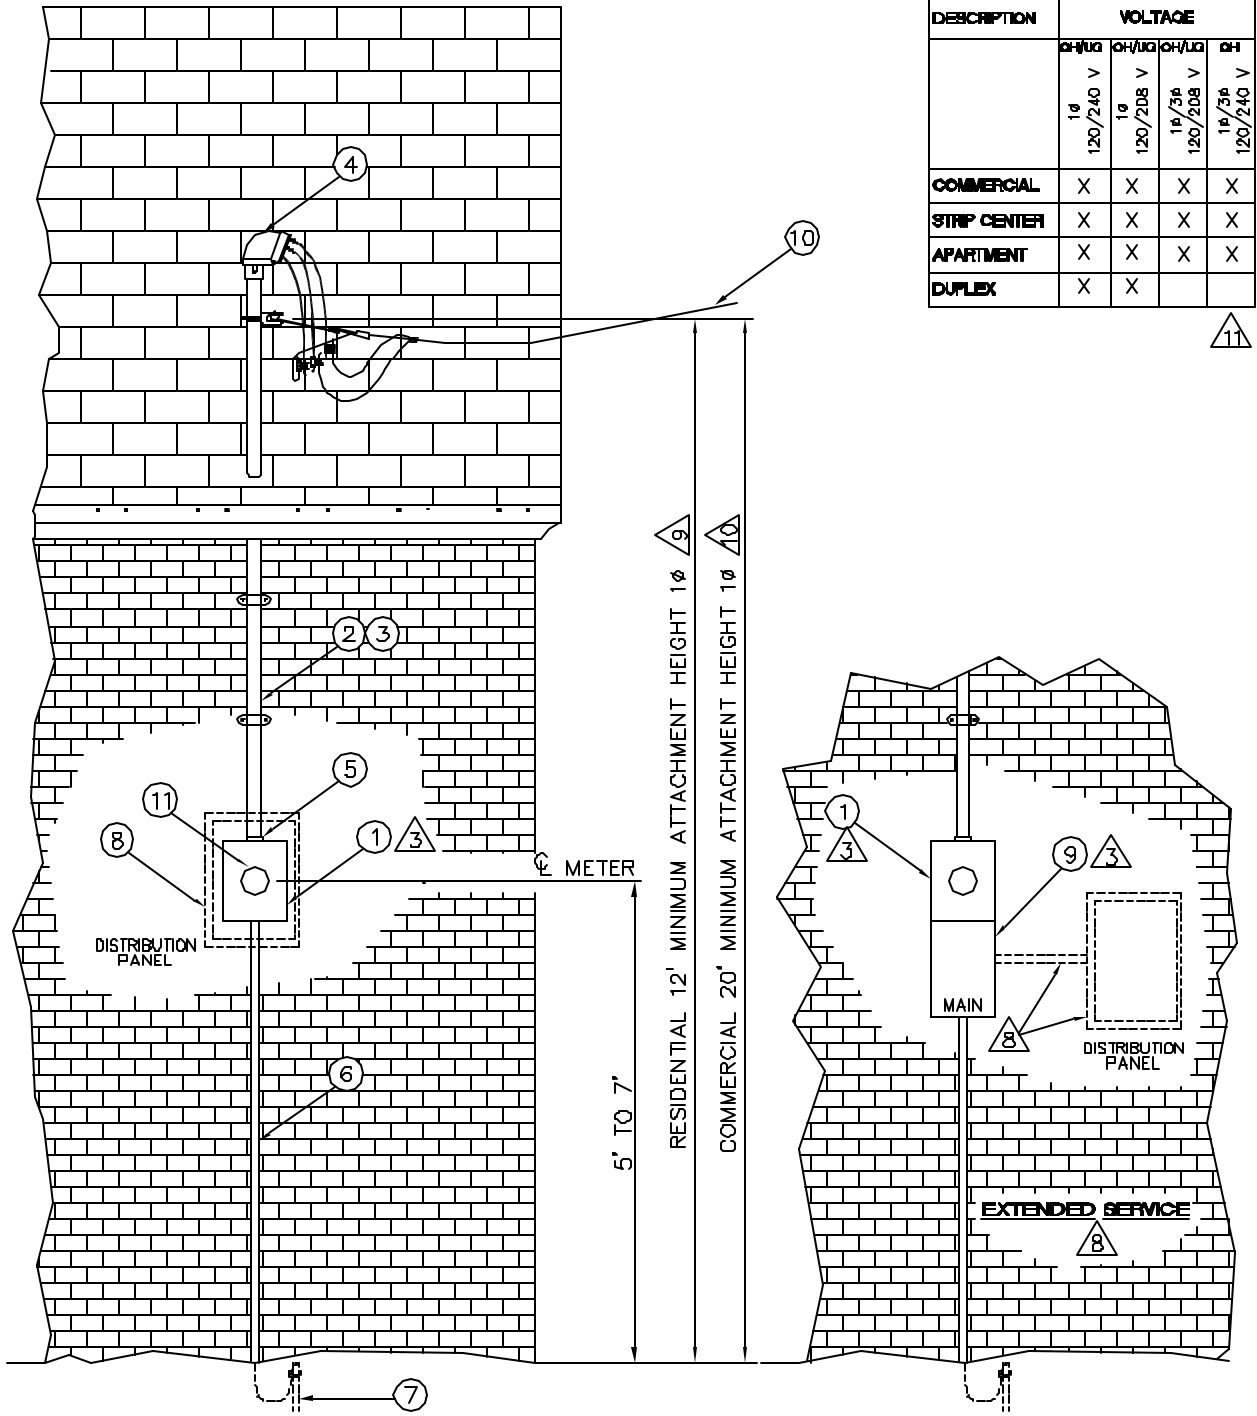 DESCRIPTION VOLTAGE
OH/UG OH/UG OH/UG OH
1ø 120/240 V
1ø 120/208 V
1ø/3ø 120/208 V
1ø/3ø 120/240 V
COMMERCIAL X X X X
STRIP CENTER X X X X
APARTMENT X X X X
DUPLEX X X
11
4
10
RESIDENTIAL 12' MINIMUM ATTACHMENT HEIGHT 1ø 9
COMMERCIAL 20' MINIMUM ATTACHMENT HEIGHT 1ø 10
2 3
5
11
8
1 3
℄ METER
DISTRIBUTION
PANEL
5' TO 7'
6
7
1
3
9 3
MAIN
8
DISTRIBUTION
PANEL
EXTENDED SERVICE
8